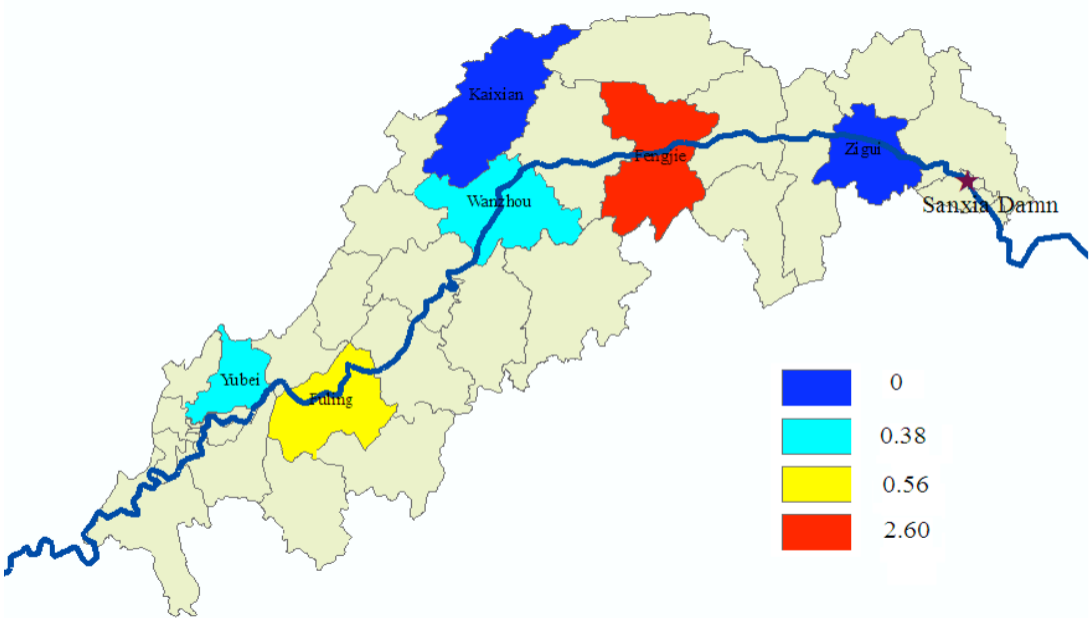 Kaixian
Fengjie
Zigui
Wanzhou
Sanxia Damn
Yubei
Fuling
0
0.38
0.56
2.60